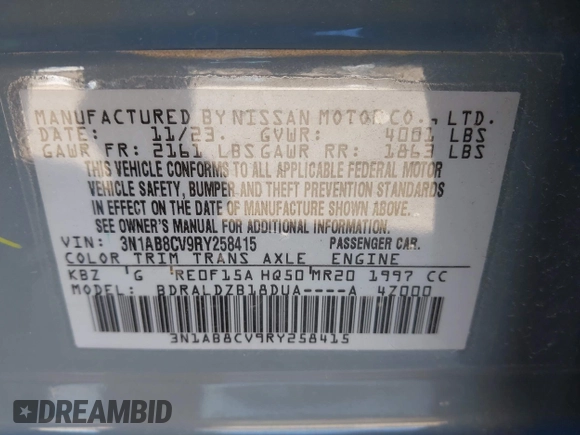 MANUFACTURED BY NISSAN MOTOR CO., LTD.
DATE: 11/23. GVWR: 4001 LBS
GAWR FR: 2161 LBS GAWR RR: 1863 LBS
THIS VEHICLE CONFORMS TO ALL APPLICABLE FEDERAL MOTOR
VEHICLE SAFETY, BUMPER AND THEFT PREVENTION STANDARDS
IN EFFECT ON THE DATE OF MANUFACTURE SHOWN ABOVE.
SEE OWNER'S MANUAL FOR ADDITIONAL INFORMATION.
VIN: 3N1AB8CV9RY258415 PASSENGER CAR.
COLOR TRIM TRANS AXLE ENGINE
KBZ 'G RE0F15A HQ50 MR20 1997 CC
MODEL: BDRALDZB18DUA----A 4Z000
3N1AB8CV9RY258415
DREAMBID